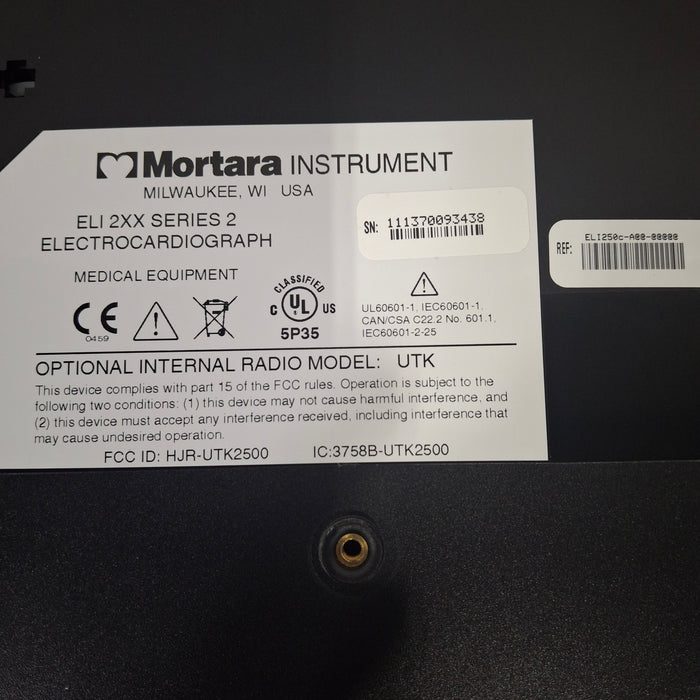 Mortara INSTRUMENT
MILWAUKEE, WI USA
ELI 2XX SERIES 2
ELECTROCARDIOGRAPH
SN: 111370093438
REF: ELI250c-A00-00000
MEDICAL EQUIPMENT
CE
0459
CLASSIFIED
C UL US
5P35
UL60601-1, IEC60601-1,
CAN/CSA C22.2 No. 601.1,
IEC60601-2-25
OPTIONAL INTERNAL RADIO MODEL: UTK
This device complies with part 15 of the FCC rules. Operation is subject to the
following two conditions: (1) this device may not cause harmful interference, and
(2) this device must accept any interference received, including interference that
may cause undesired operation.
FCC ID: HJR-UTK2500 IC:3758B-UTK2500